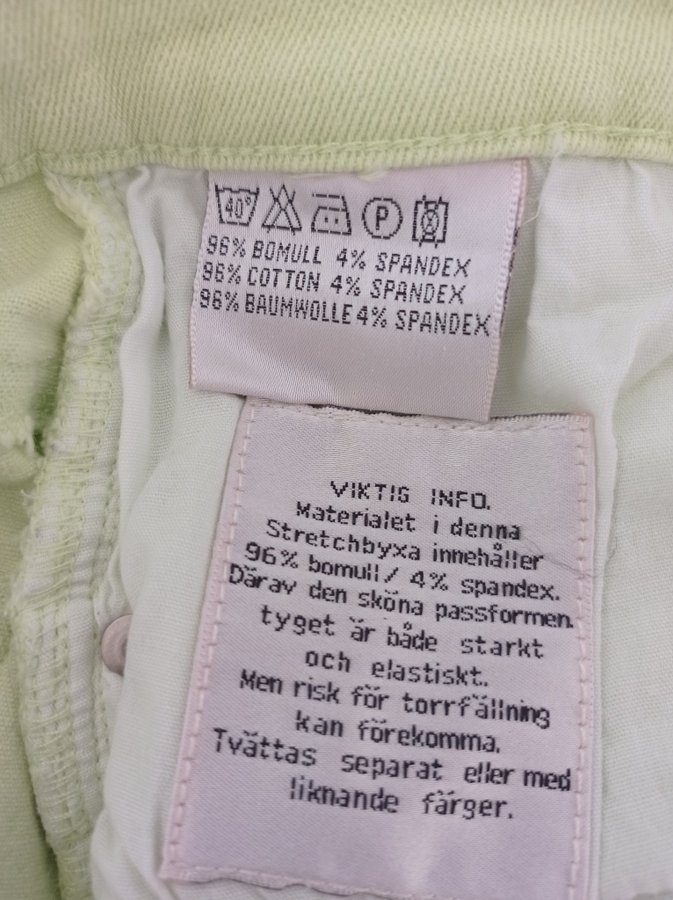 40°
P
96% BOMULL 4% SPANDEX
96% COTTON 4% SPANDEX
96% BAUMWOLLE 4% SPANDEX
VIKTIG INFO.
Materialet i denna
Stretchbyxa innehåller
96% bomull/ 4% spandex.
Därav den sköna passformen.
tyget är både starkt
och elastiskt.
Men risk för torrfällning
kan förekomma.
Tvättas separat eller med
liknande färger.